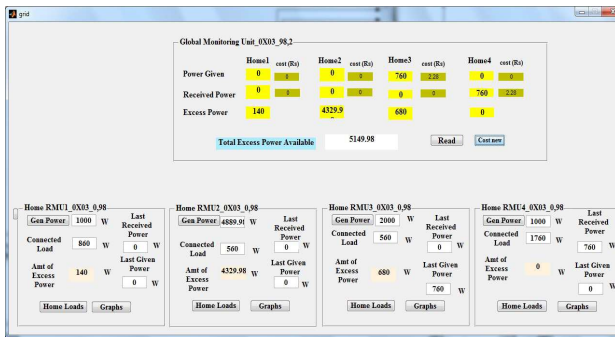 grid
Global Monitoring Unit_0X03_98,2
Home1 cost (Rs) Home2 cost (Rs) Home3 cost (Rs) Home4 cost (Rs)
Power Given 0 0 0 0 760 2.28 0 0
Received Power 0 0 0 0 0 0 760 2.28
Excess Power 140 4329.9 680 0
Total Excess Power Available 5149.98 Read Cost new
Home RMU1_0X03_0,98
Gen Power 1000 W
Last Received Power
0 W
Connected Load
860 W
Amt of Excess Power
140 W
Last Given Power
0 W
Home Loads Graphs
Home RMU2_0X03_0,98
Gen Power 4889.9 W
Last Received Power
0 W
Connected Load
560 W
Amt of Excess Power
4329.98 W
Last Given Power
0 W
Home Loads Graphs
Home RMU3_0X03_0,98
Gen Power 2000 W
Last Received Power
0 W
Connected Load
560 W
Amt of Excess Power
680 W
Last Given Power
760 W
Home Loads Graphs
Home RMU4_0X03_0,98
Gen Power 1000 W
Last Received Power
760 W
Connected Load
1760 W
Amt of Excess Power
0 W
Last Given Power
0 W
Home Loads Graphs